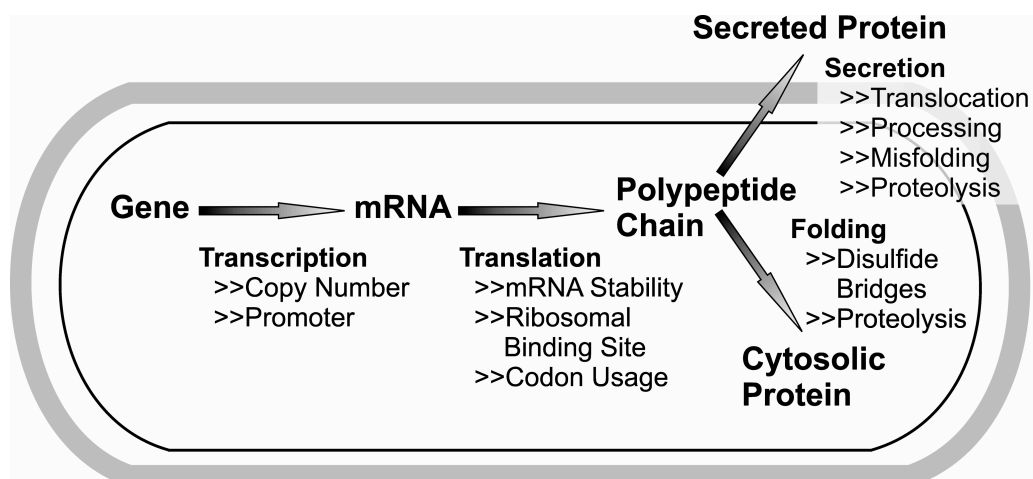 Secreted Protein
Secretion
>>Translocation
>>Processing
>>Misfolding
>>Proteolysis
Gene
mRNA
Polypeptide
Chain
Transcription
>>Copy Number
>>Promoter
Translation
>>mRNA Stability
>>Ribosomal
Binding Site
>>Codon Usage
Folding
>>Disulfide
Bridges
>>Proteolysis
Cytosolic
Protein